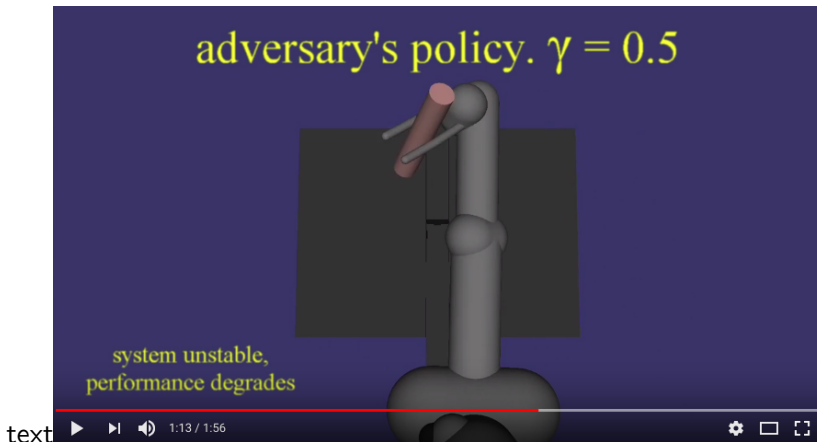 adversary's policy. γ = 0.5
system unstable,
performance degrades
text
1:13 / 1:56